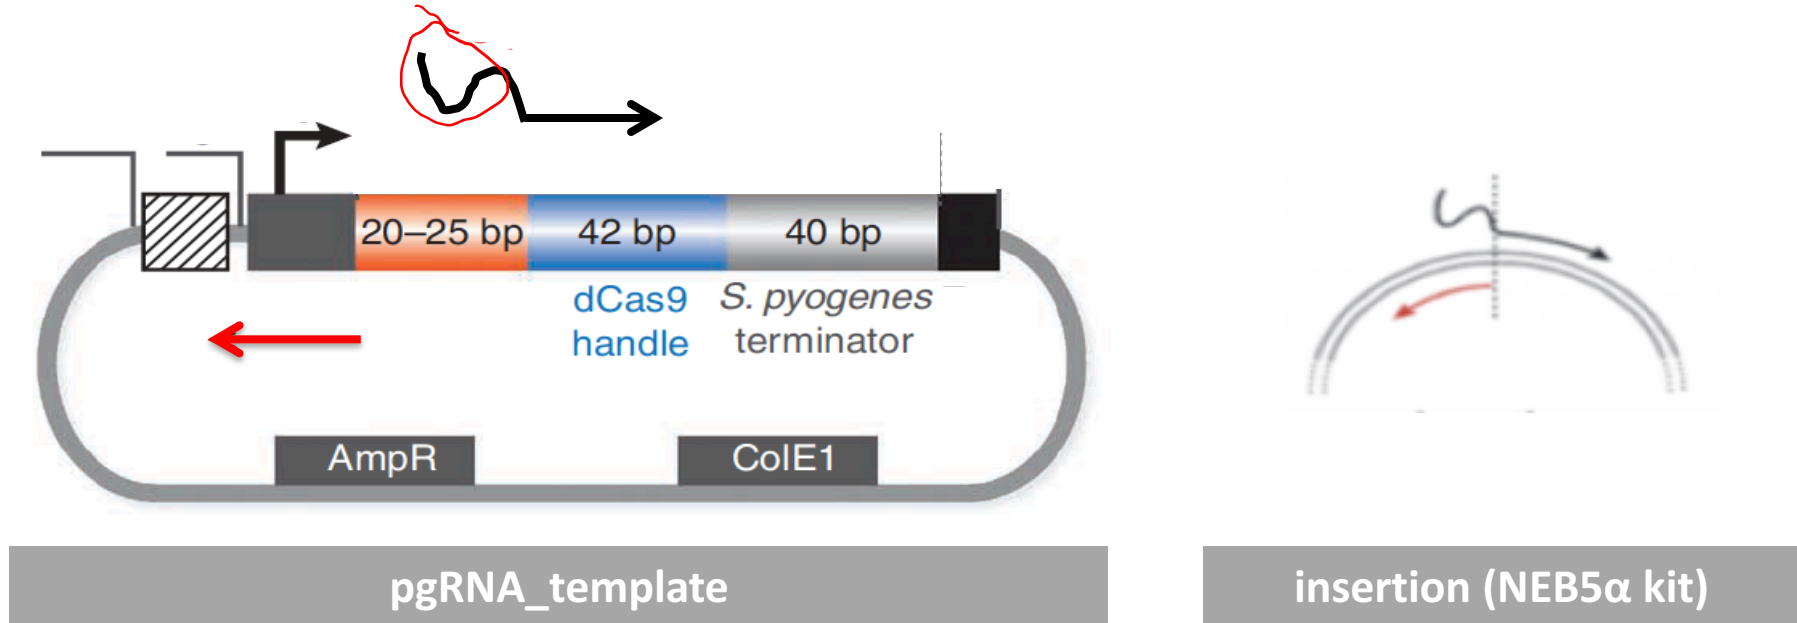 20–25 bp
42 bp
40 bp
dCas9
handle
S. pyogenes
terminator
AmpR
ColE1
pgRNA_template
insertion (NEB5α kit)